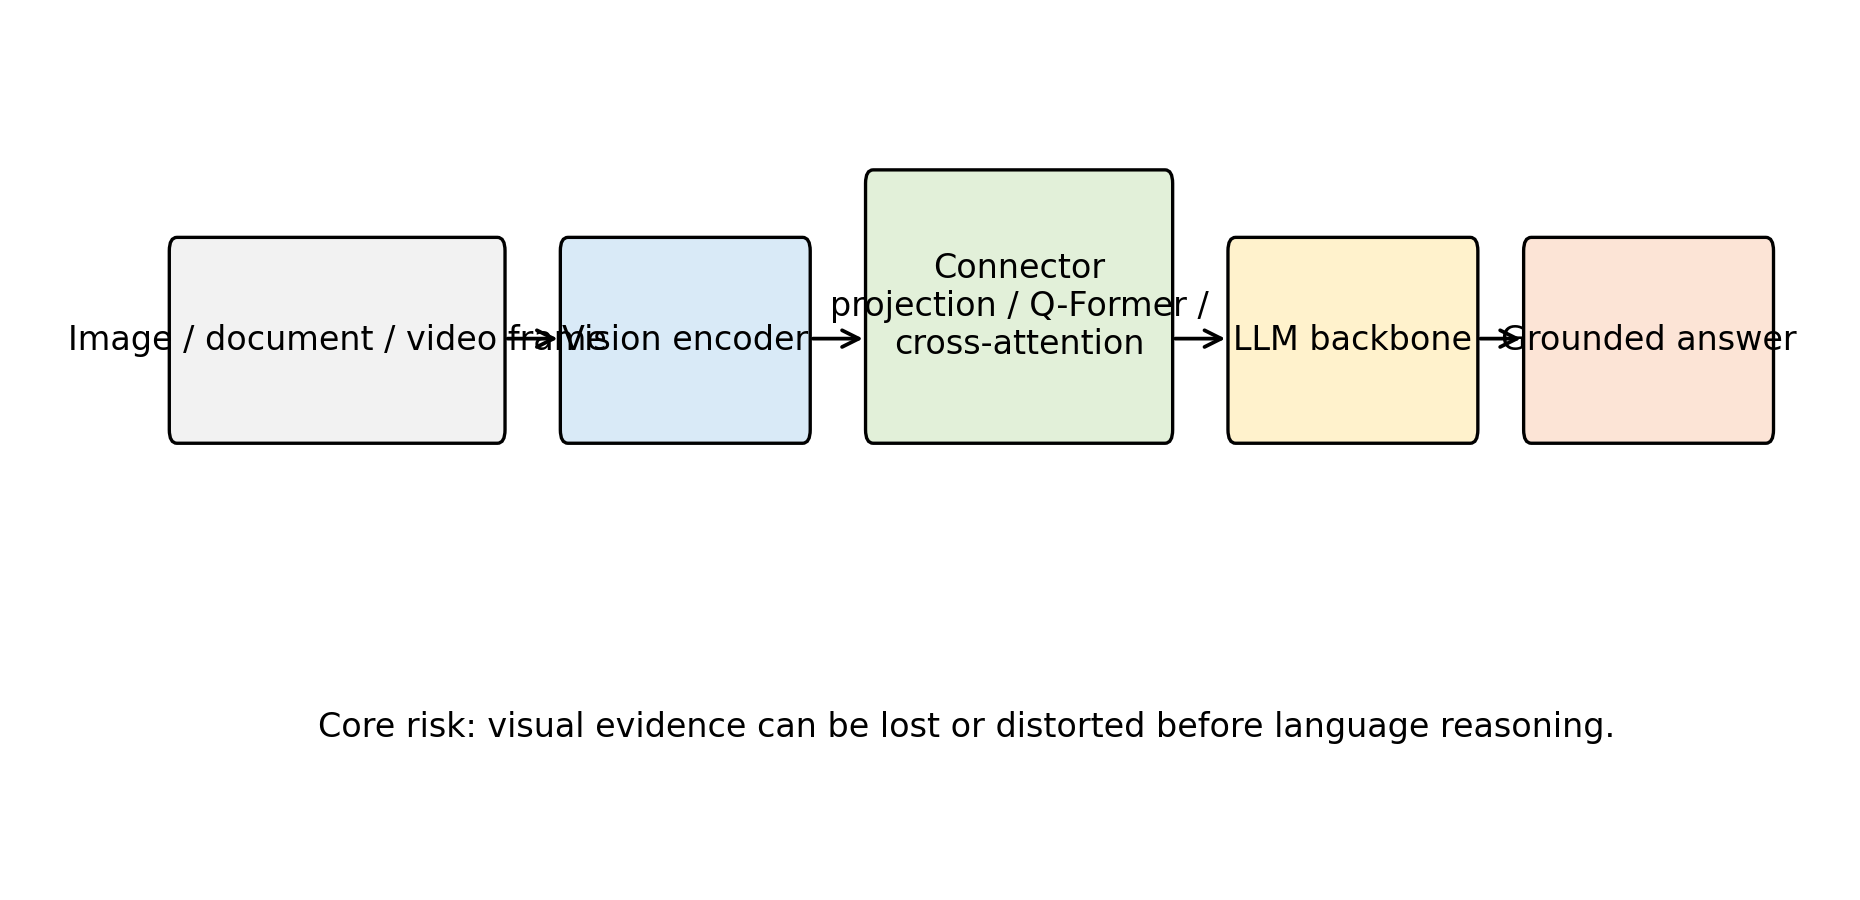 Image / document / video frame
Vision encoder
Connector
projection / Q-Former /
cross-attention
LLM backbone
Grounded answer
Core risk: visual evidence can be lost or distorted before language reasoning.